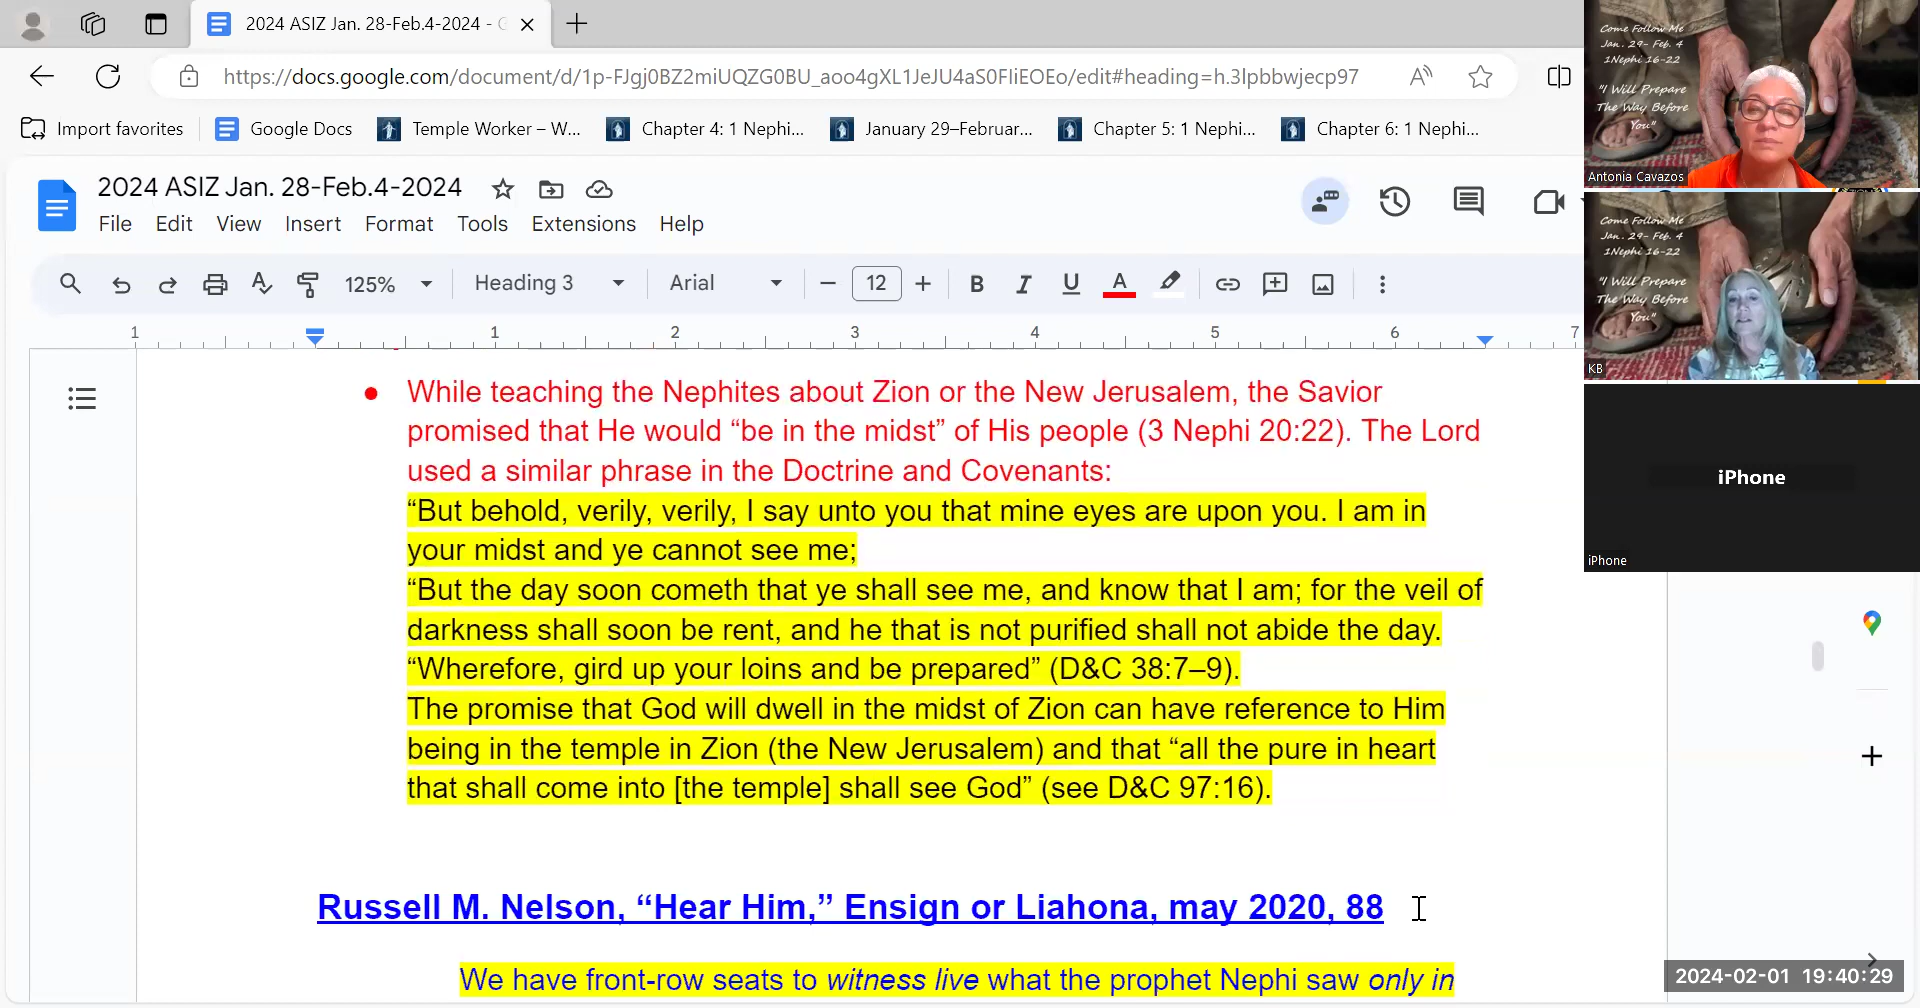 2024 ASIZ Jan. 28-Feb.4-2024 - G
https://docs.google.com/document/d/1p-FJgj0BZ2miUQZG0BU_aoo4gXL1JeJU4aS0FIiEOEo/edit#heading=h.3lpbbwjecp97
Import favorites
Google Docs
Temple Worker – W...
Chapter 4: 1 Nephi...
January 29–Februar...
Chapter 5: 1 Nephi...
Chapter 6: 1 Nephi...
2024 ASIZ Jan. 28-Feb.4-2024
File Edit View Insert Format Tools Extensions Help
125% Heading 3 Arial 12 B I U A
1 1 2 3 4 5 6 7
While teaching the Nephites about Zion or the New Jerusalem, the Savior
promised that He would “be in the midst” of His people (3 Nephi 20:22). The Lord
used a similar phrase in the Doctrine and Covenants:
“But behold, verily, verily, I say unto you that mine eyes are upon you. I am in
your midst and ye cannot see me;
“But the day soon cometh that ye shall see me, and know that I am; for the veil of
darkness shall soon be rent, and he that is not purified shall not abide the day.
“Wherefore, gird up your loins and be prepared” (D&C 38:7–9).
The promise that God will dwell in the midst of Zion can have reference to Him
being in the temple in Zion (the New Jerusalem) and that “all the pure in heart
that shall come into [the temple] shall see God” (see D&C 97:16).
Russell M. Nelson, “Hear Him,” Ensign or Liahona, may 2020, 88
We have front-row seats to witness live what the prophet Nephi saw only in
Come Follow Me
Jan. 29- Feb. 4
1Nephi 16-22
"I Will Prepare
The Way Before
You"
Antonia Cavazos
Come Follow Me
Jan. 29- Feb. 4
1Nephi 16-22
"I Will Prepare
The Way Before
You"
KB
iPhone
iPhone
2024-02-01 19:40:29